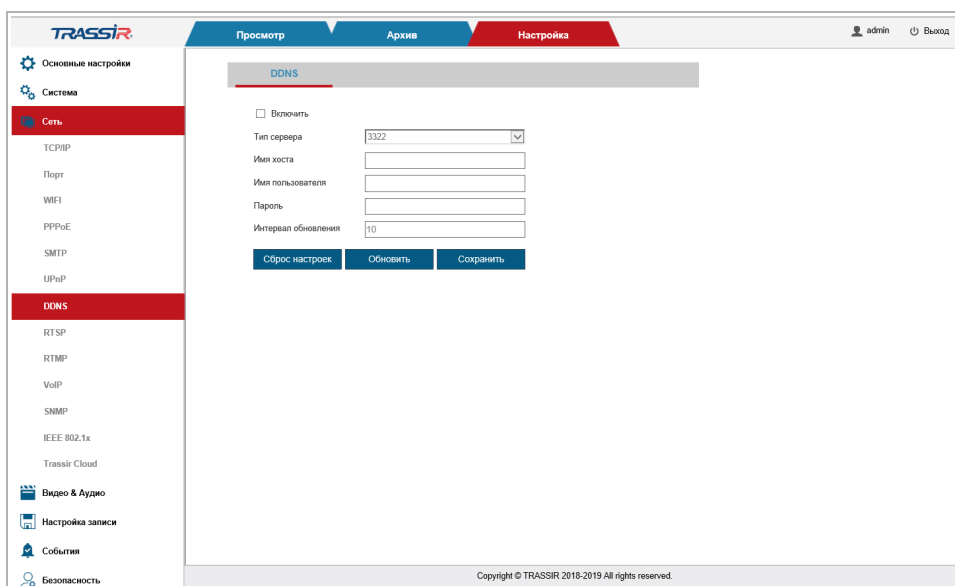 TRASSIR
Просмотр
Архив
Настройка
admin
Выход
Основные настройки
Система
Сеть
TCP/IP
Порт
WIFI
PPPoE
SMTP
UPnP
DDNS
RTSP
RTMP
VoIP
SNMP
IEEE 802.1x
Trassir Cloud
Видео & Аудио
Настройка записи
События
Безопасность
DDNS
Включить
Тип сервера 3322
Имя хоста
Имя пользователя
Пароль
Интервал обновления 10
Сброс настроек Обновить Сохранить
Copyright © TRASSIR 2018-2019 All rights reserved.